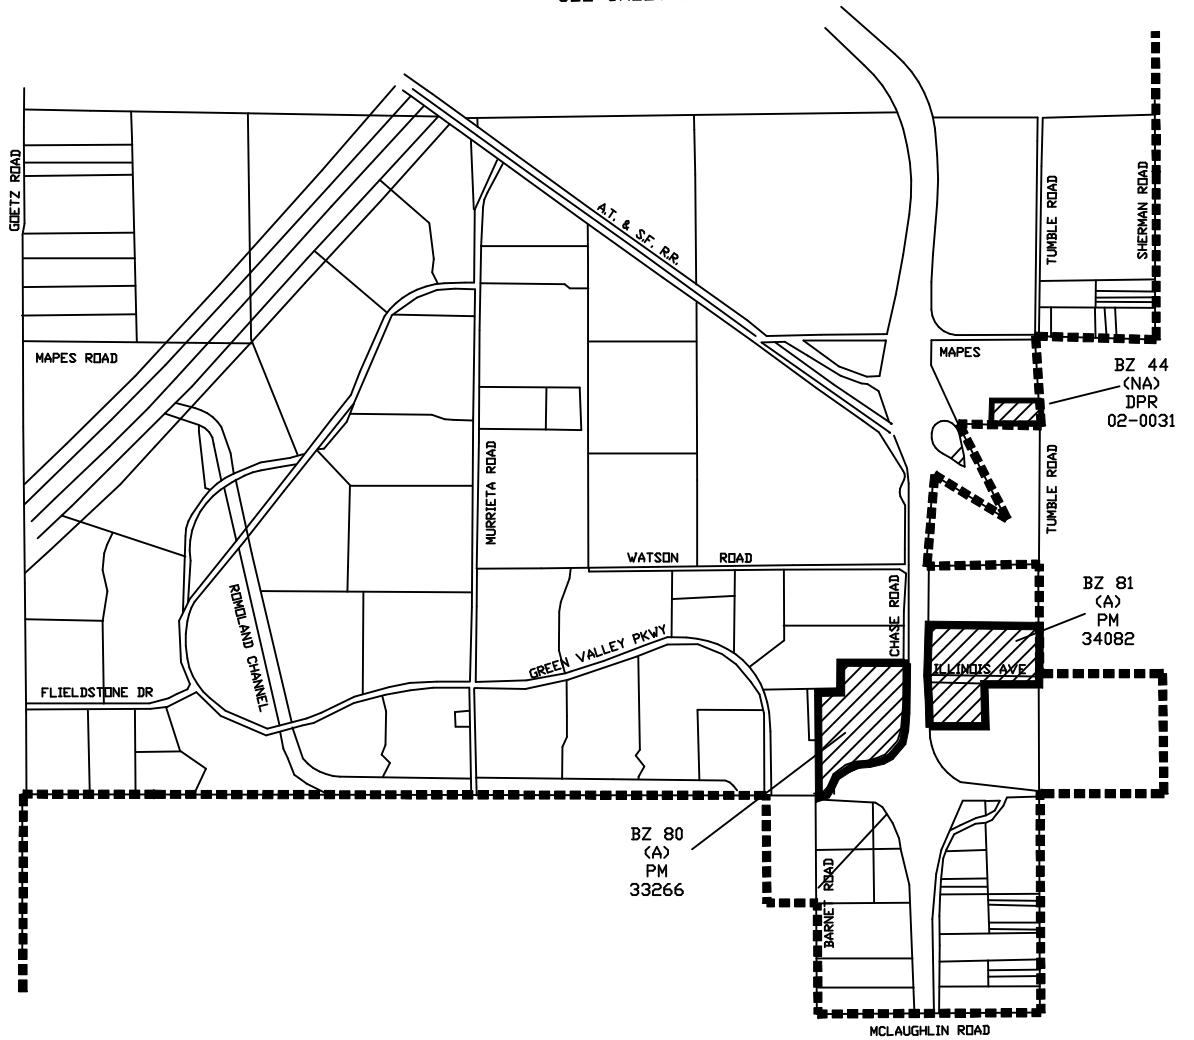 GOETZ ROAD
A.T. & S.F. R.R.
TUMBLE ROAD
SHERMAN ROAD
MAPES ROAD
MAPES
BZ 44
(NA)
DPR
02-0031
MURRIETA ROAD
TUMBLE ROAD
WATSON ROAD
ROMOLAND CHANNEL
CHASE ROAD
BZ 81
(A)
PM
34082
GREEN VALLEY PKWY
ILLINOIS AVE
FLIELDSTONE DR
BZ 80
(A)
PM
33266
BARNET ROAD
MCLAUGHLIN ROAD